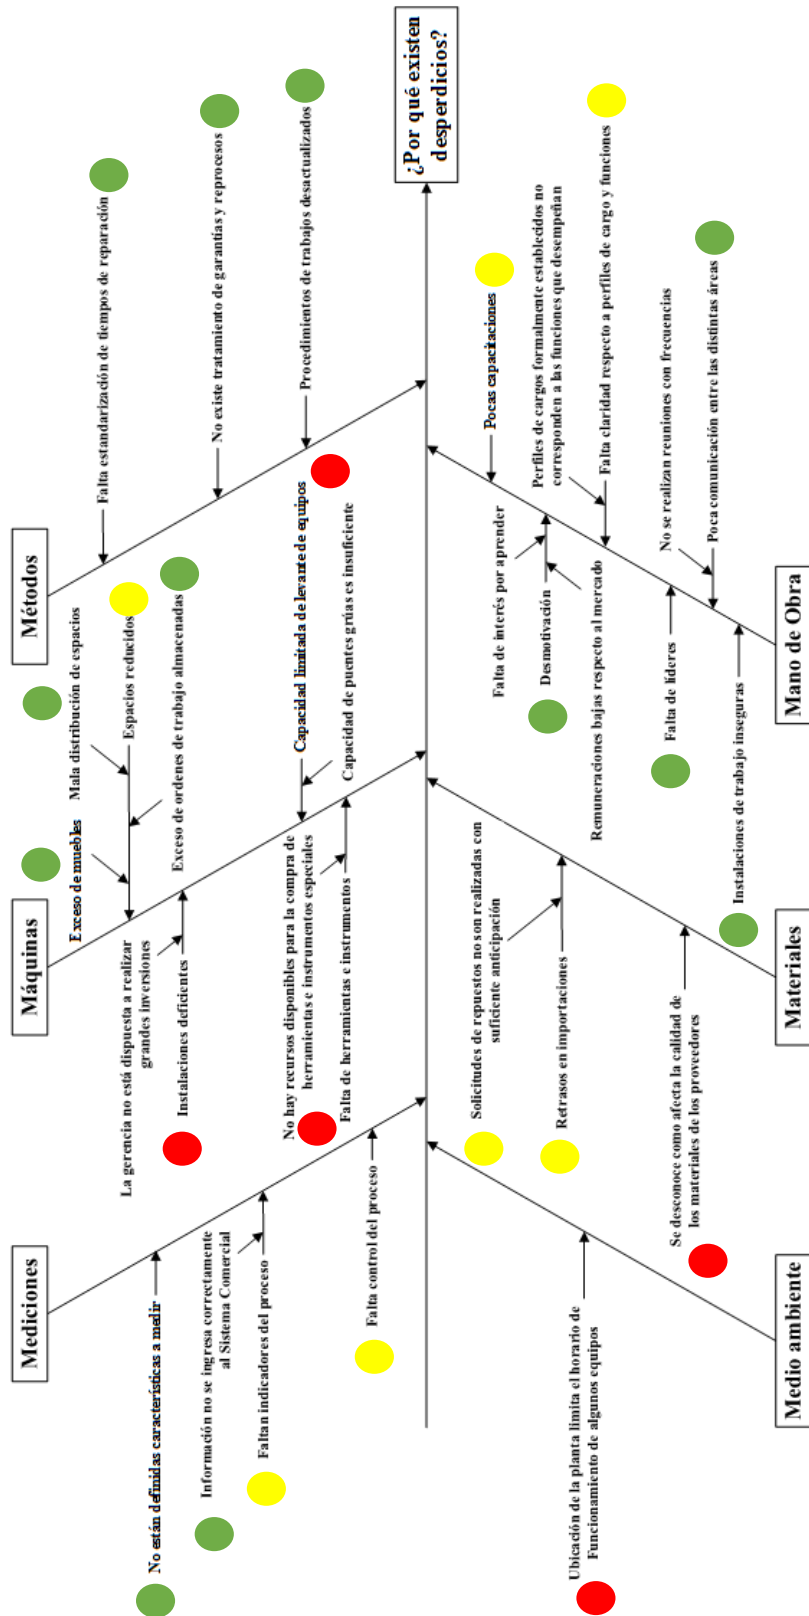 Mediciones
No están definidas características a medir
Información no se ingresa correctamente
al Sistema Comercial
Faltan indicadores del proceso
Falta control del proceso
Máquinas
Exceso de muebles
Mala distribución de espacios
Espacios reducidos
Exceso de ordenes de trabajo almacenadas
La gerencia no está dispuesta a realizar
grandes inversiones
Instalaciones deficientes
Capacidad limitada de levante de equipos
Capacidad de puentes grúas es insuficiente
No hay recursos disponibles para la compra de
herramientas e instrumentos especiales
Falta de herramientas e instrumentos
Métodos
Falta estandarización de tiempos de reparación
No existe tratamiento de garantías y reprocesos
Procedimientos de trabajos desactualizados
¿Por qué existen
desperdicios?
Ubicación de la planta limita el horario de
Funcionamiento de algunos equipos
Medio ambiente
Solicitudes de repuestos no son realizadas con
suficiente anticipación
Retrasos en importaciones
Se desconoce como afecta la calidad de
los materiales de los proveedores
Materiales
Pocas capacitaciones
Falta de interés por aprender
Desmotivación
Remuneraciones bajas respecto al mercado
Perfiles de cargos formalmente establecidos no
corresponden a las funciones que desempeñan
Falta claridad respecto a perfiles de cargo y funciones
Falta de líderes
No se realizan reuniones con frecuencias
Poca comunicación entre las distintas áreas
Instalaciones de trabajo inseguras
Mano de Obra